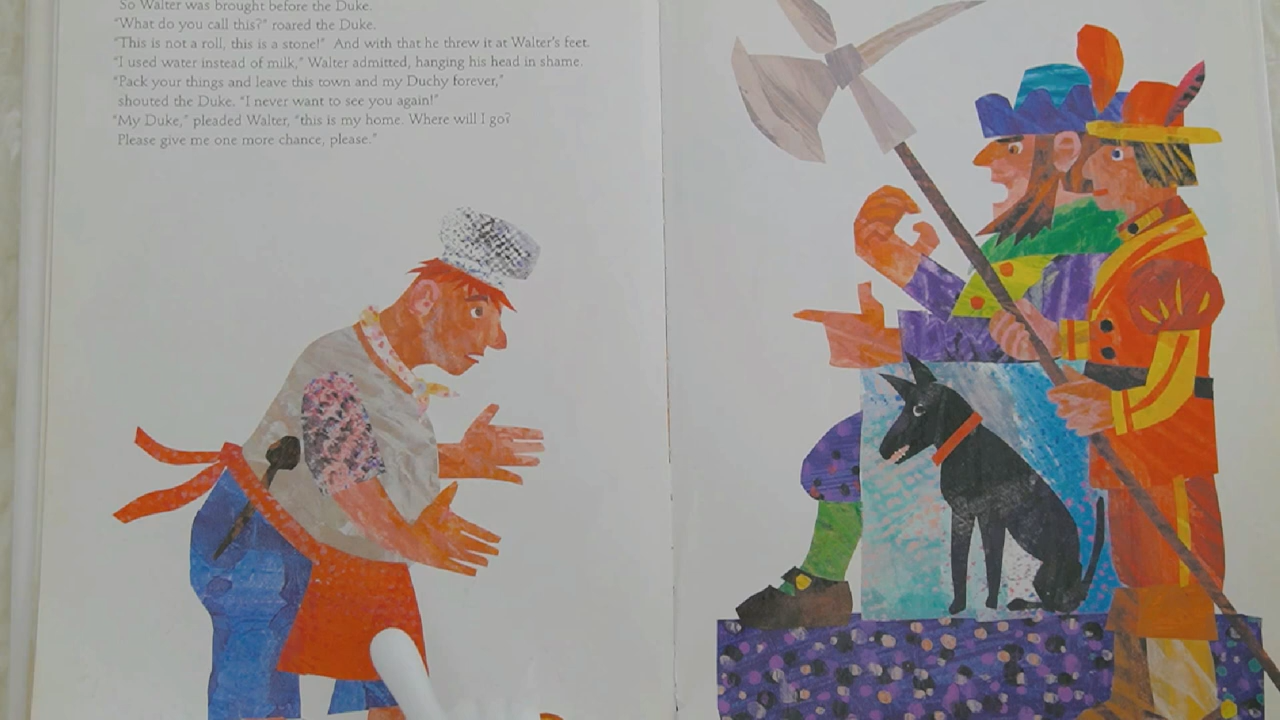 So Walter was brought before the Duke.
"What do you call this?" roared the Duke.
"This is not a roll, this is a stone!" And with that he threw it at Walter's feet.
"I used water instead of milk," Walter admitted, hanging his head in shame.
"Pack your things and leave this town and my Duchy forever,"
shouted the Duke. "I never want to see you again!"
"My Duke," pleaded Walter, "this is my home. Where will I go?
Please give me one more chance, please."